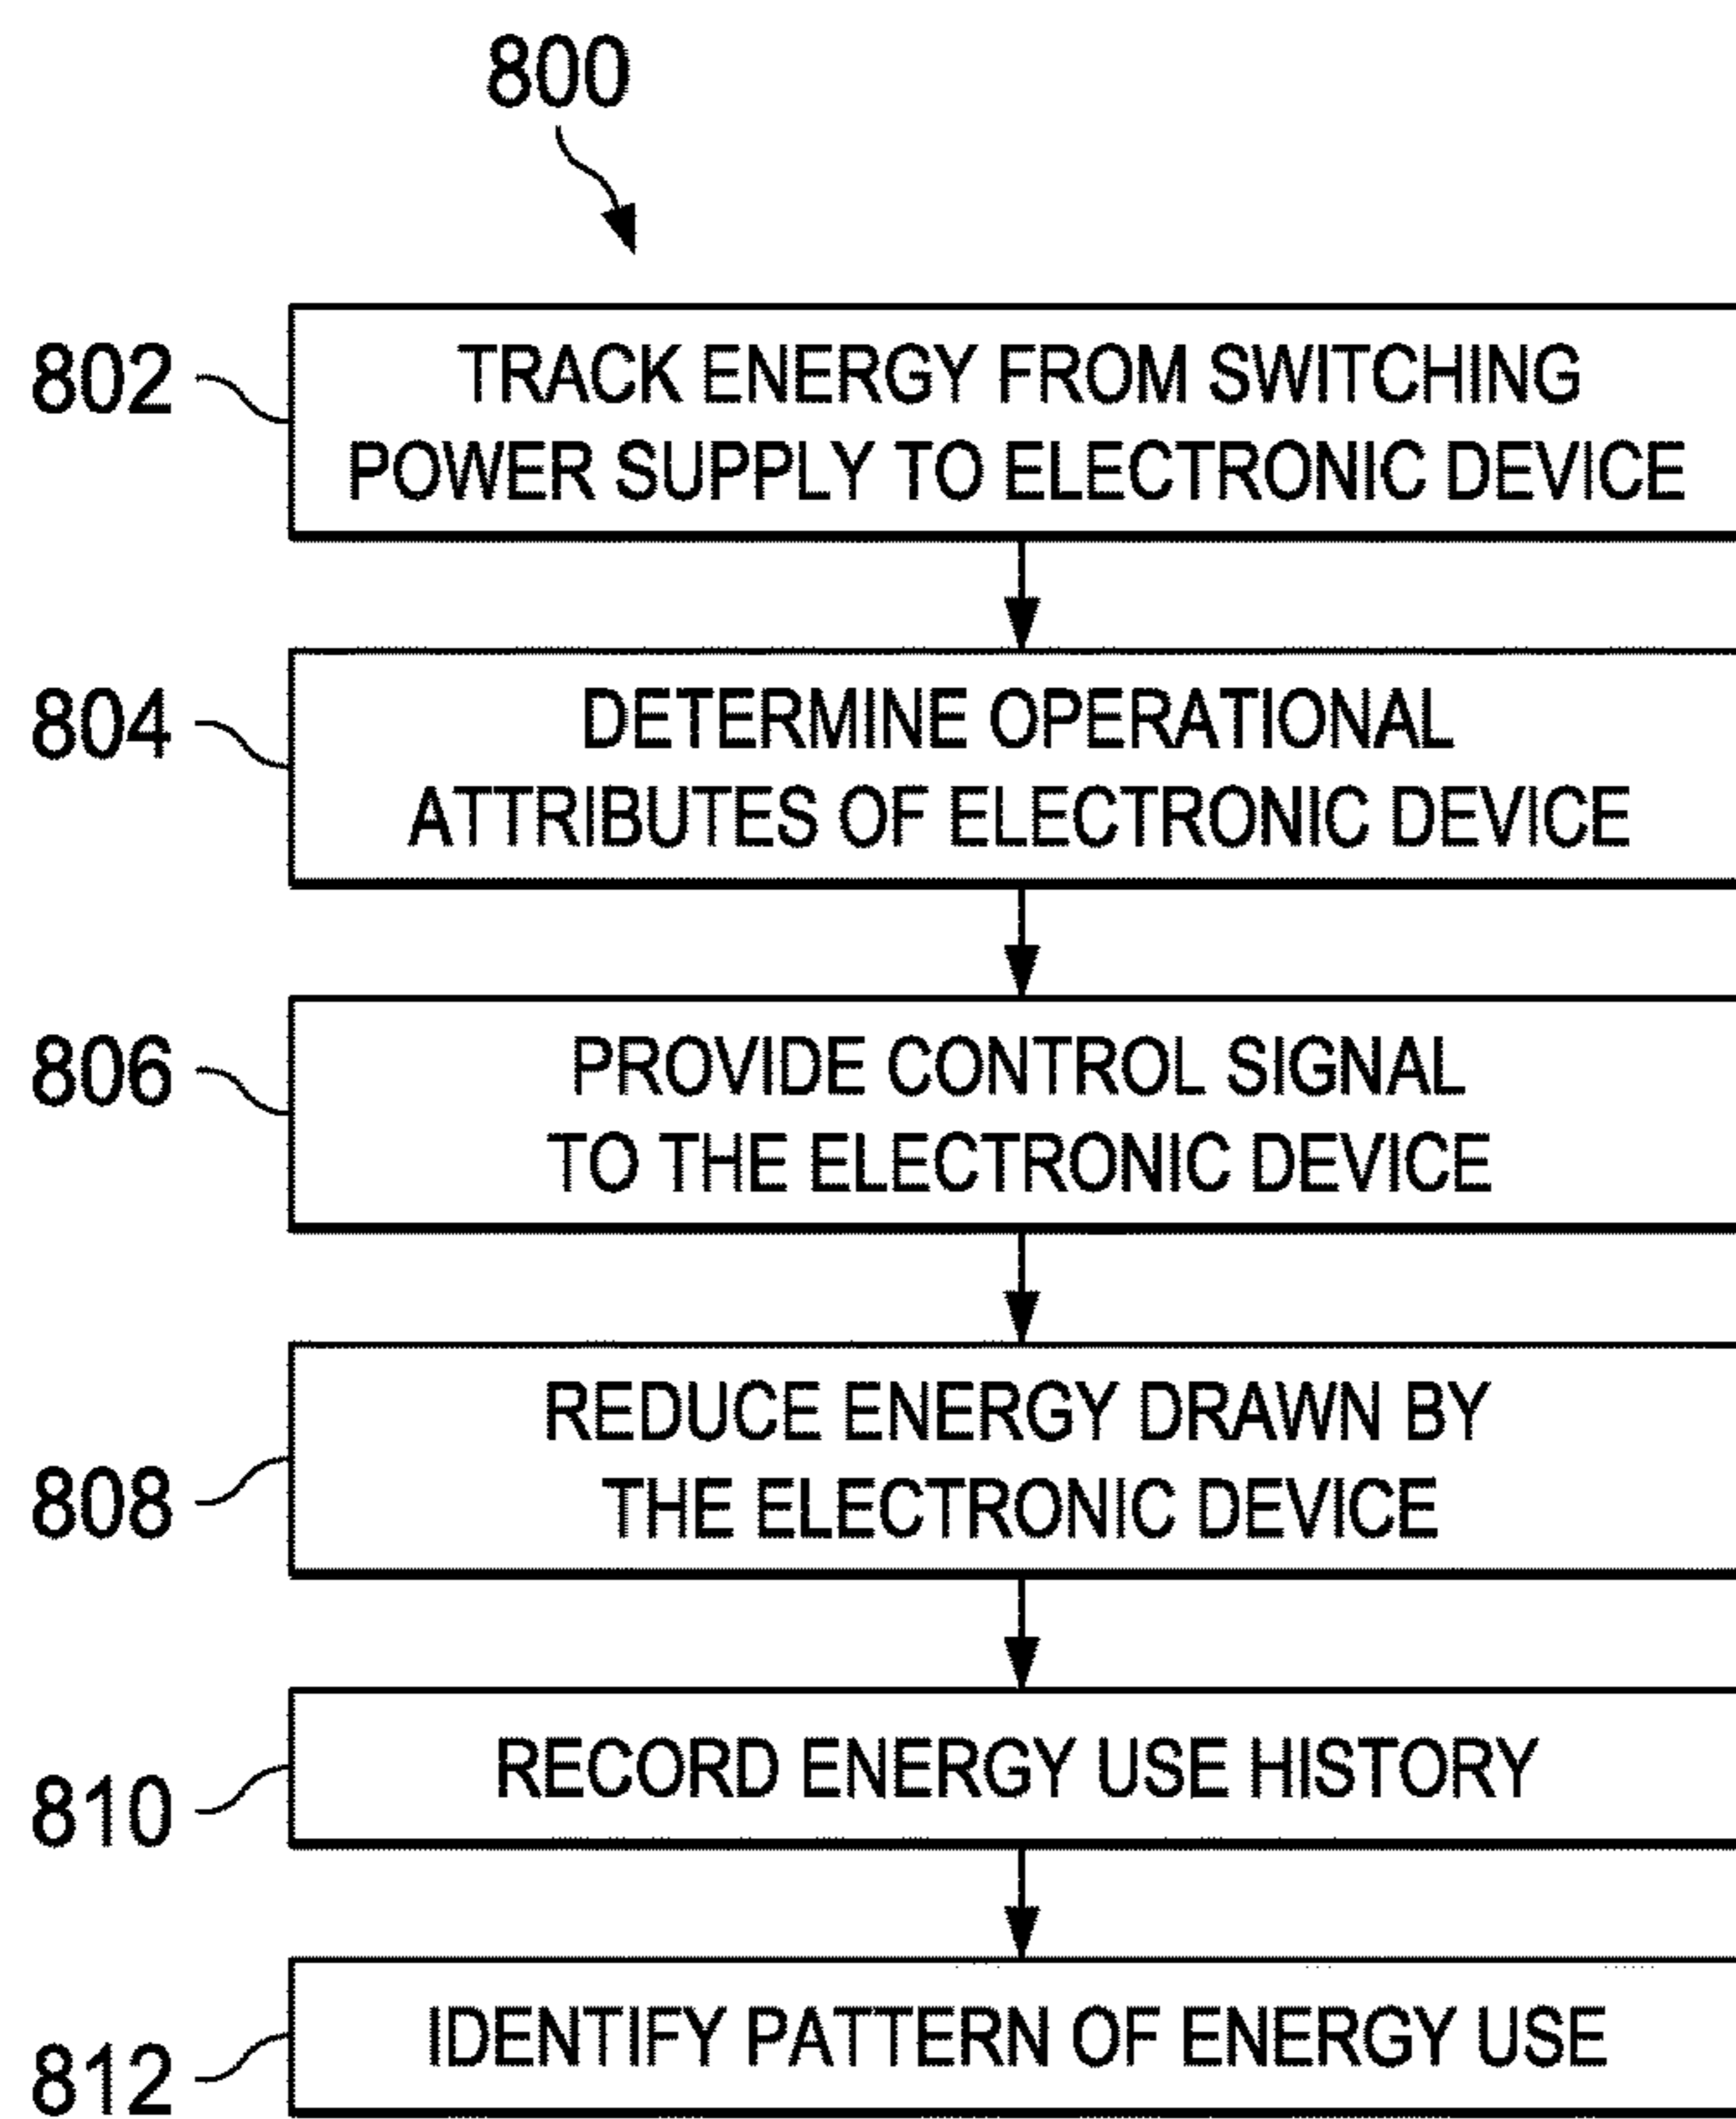 800
802
TRACK ENERGY FROM SWITCHING
POWER SUPPLY TO ELECTRONIC DEVICE
804
DETERMINE OPERATIONAL
ATTRIBUTES OF ELECTRONIC DEVICE
806
PROVIDE CONTROL SIGNAL
TO THE ELECTRONIC DEVICE
808
REDUCE ENERGY DRAWN BY
THE ELECTRONIC DEVICE
810
RECORD ENERGY USE HISTORY
812
IDENTIFY PATTERN OF ENERGY USE